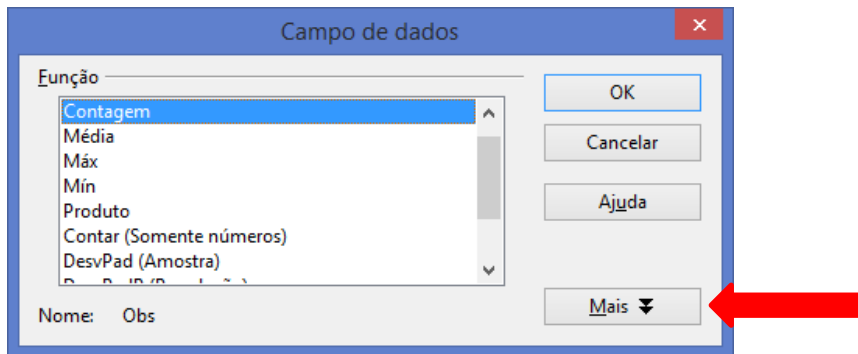 Campo de dados
Função
Contagem
Média
Máx
Mín
Produto
Contar (Somente números)
DesvPad (Amostra)
Nome: Obs
OK
Cancelar
Ajuda
Mais